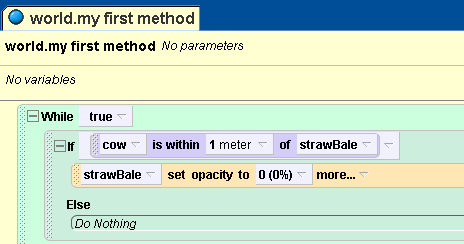 world.my first method
world.my first method No parameters
No variables
While true
If cow is within 1 meter of strawBale
strawBale set opacity to 0 (0%) more...
Else
Do Nothing